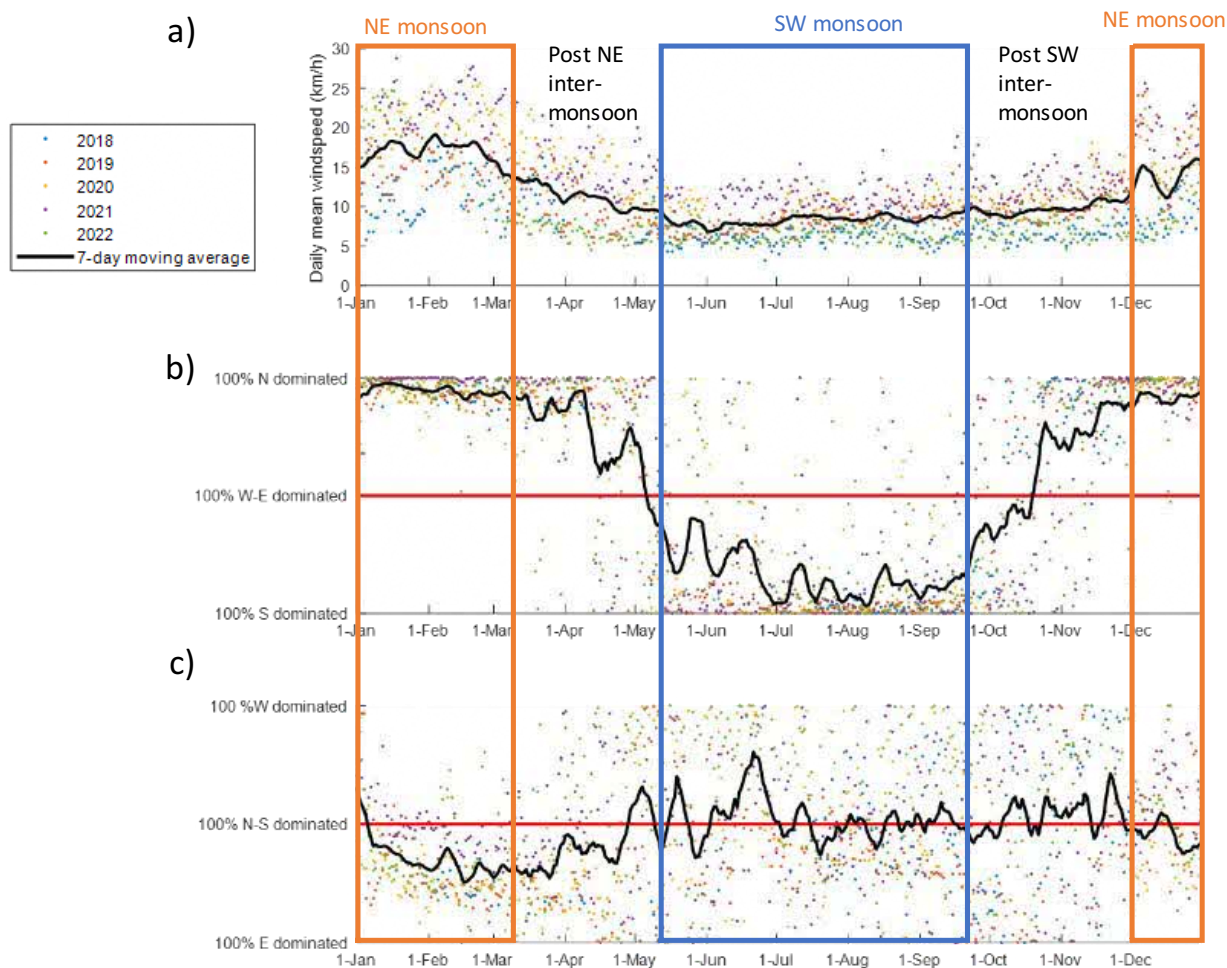 NE monsoon
SW monsoon
NE monsoon
a)
Post NE
inter-
monsoon
Post SW
inter-
monsoon
2018
2019
2020
2021
2022
7-day moving average
Daily mean windspeed (km/h)
30
25
20
15
10
5
0
1-Jan 1-Feb 1-Mar 1-Apr 1-May 1-Jun 1-Jul 1-Aug 1-Sep 1-Oct 1-Nov 1-Dec
b)
100% N dominated
100% W-E dominated
100% S dominated
1-Jan 1-Feb 1-Mar 1-Apr 1-May 1-Jun 1-Jul 1-Aug 1-Sep 1-Oct 1-Nov 1-Dec
c)
100 %W dominated
100% N-S dominated
100% E dominated
1-Jan 1-Feb 1-Mar 1-Apr 1-May 1-Jun 1-Jul 1-Aug 1-Sep 1-Oct 1-Nov 1-Dec